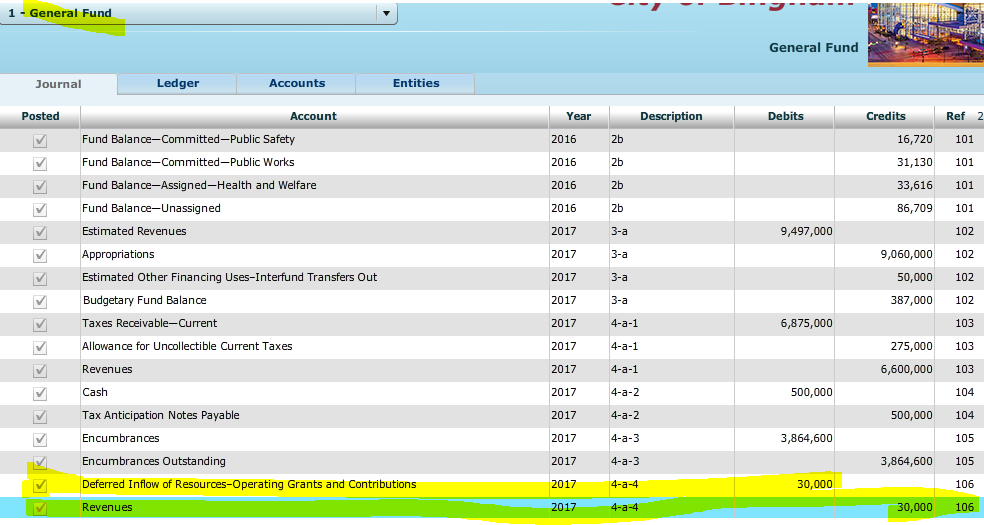 1 - General Fund
City of Bingham
General Fund
Journal Ledger Accounts Entities
Posted Account Year Description Debits Credits Ref 2
Fund Balance—Committed—Public Safety 2016 2b 16,720 101
Fund Balance—Committed—Public Works 2016 2b 31,130 101
Fund Balance—Assigned—Health and Welfare 2016 2b 33,616 101
Fund Balance—Unassigned 2016 2b 86,709 101
Estimated Revenues 2017 3-a 9,497,000 102
Appropriations 2017 3-a 9,060,000 102
Estimated Other Financing Uses–Interfund Transfers Out 2017 3-a 50,000 102
Budgetary Fund Balance 2017 3-a 387,000 102
Taxes Receivable—Current 2017 4-a-1 6,875,000 103
Allowance for Uncollectible Current Taxes 2017 4-a-1 275,000 103
Revenues 2017 4-a-1 6,600,000 103
Cash 2017 4-a-2 500,000 104
Tax Anticipation Notes Payable 2017 4-a-2 500,000 104
Encumbrances 2017 4-a-3 3,864,600 105
Encumbrances Outstanding 2017 4-a-3 3,864,600 105
Deferred Inflow of Resources–Operating Grants and Contributions 2017 4-a-4 30,000 106
Revenues 2017 4-a-4 30,000 106